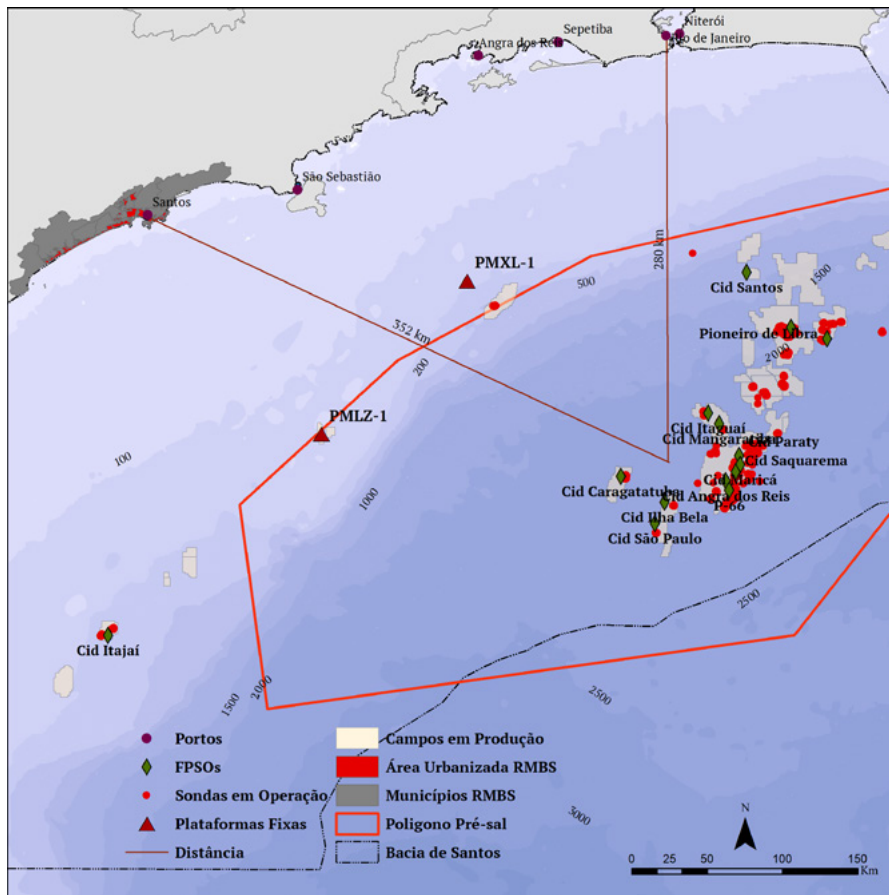 Niterói
Sepetiba
Angra dos Reis
Rio de Janeiro
São Sebastião
Santos
280 km
PMXL-1
500
Cid Santos
1500
352 km
Pioneiro de Libra
200
2000
PMLZ-1
Cid Itaguaí
100
Cid Mangaratiba
Cid Paraty
Cid Saquarema
1000
Cid Maricá
Cid Caragatatuba
Cid Angra dos Reis
P-66
Cid Ilha Bela
Cid São Paulo
2500
Cid Itajaí
2000
1500
2500
Portos
Campos em Produção
FPSOs
Área Urbanizada RMBS
Sondas em Operação
Municípios RMBS
Plataformas Fixas
Poligono Pré-sal
3000
N
Distância
Bacia de Santos
0 25 50 100 150
Km